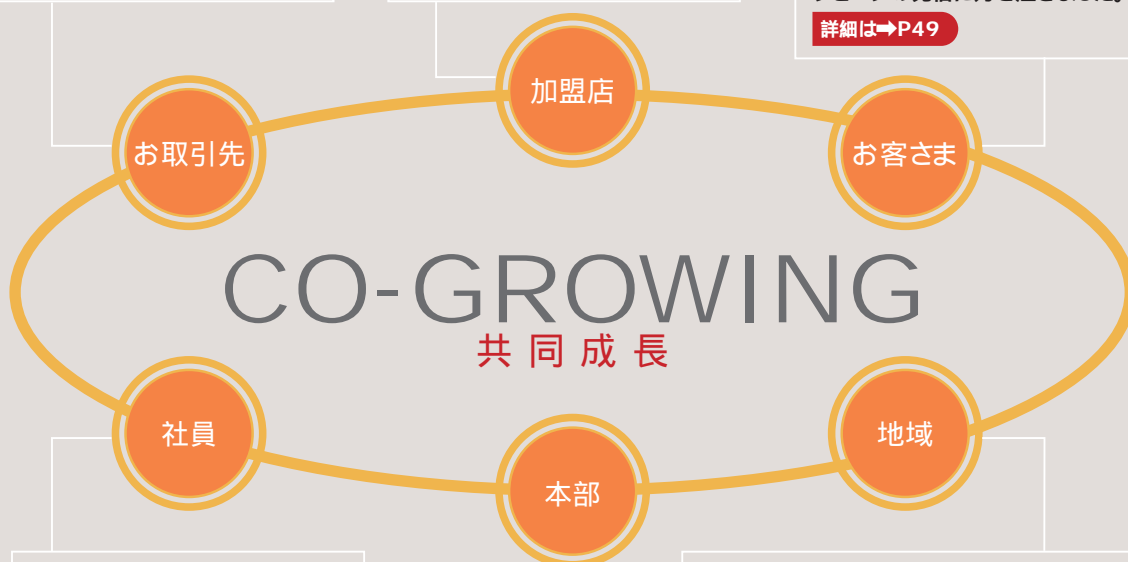 詳細は➡P49
加盟店
お取引先
お客さま
CO-GROWING
共同成長
社員
地域
本部